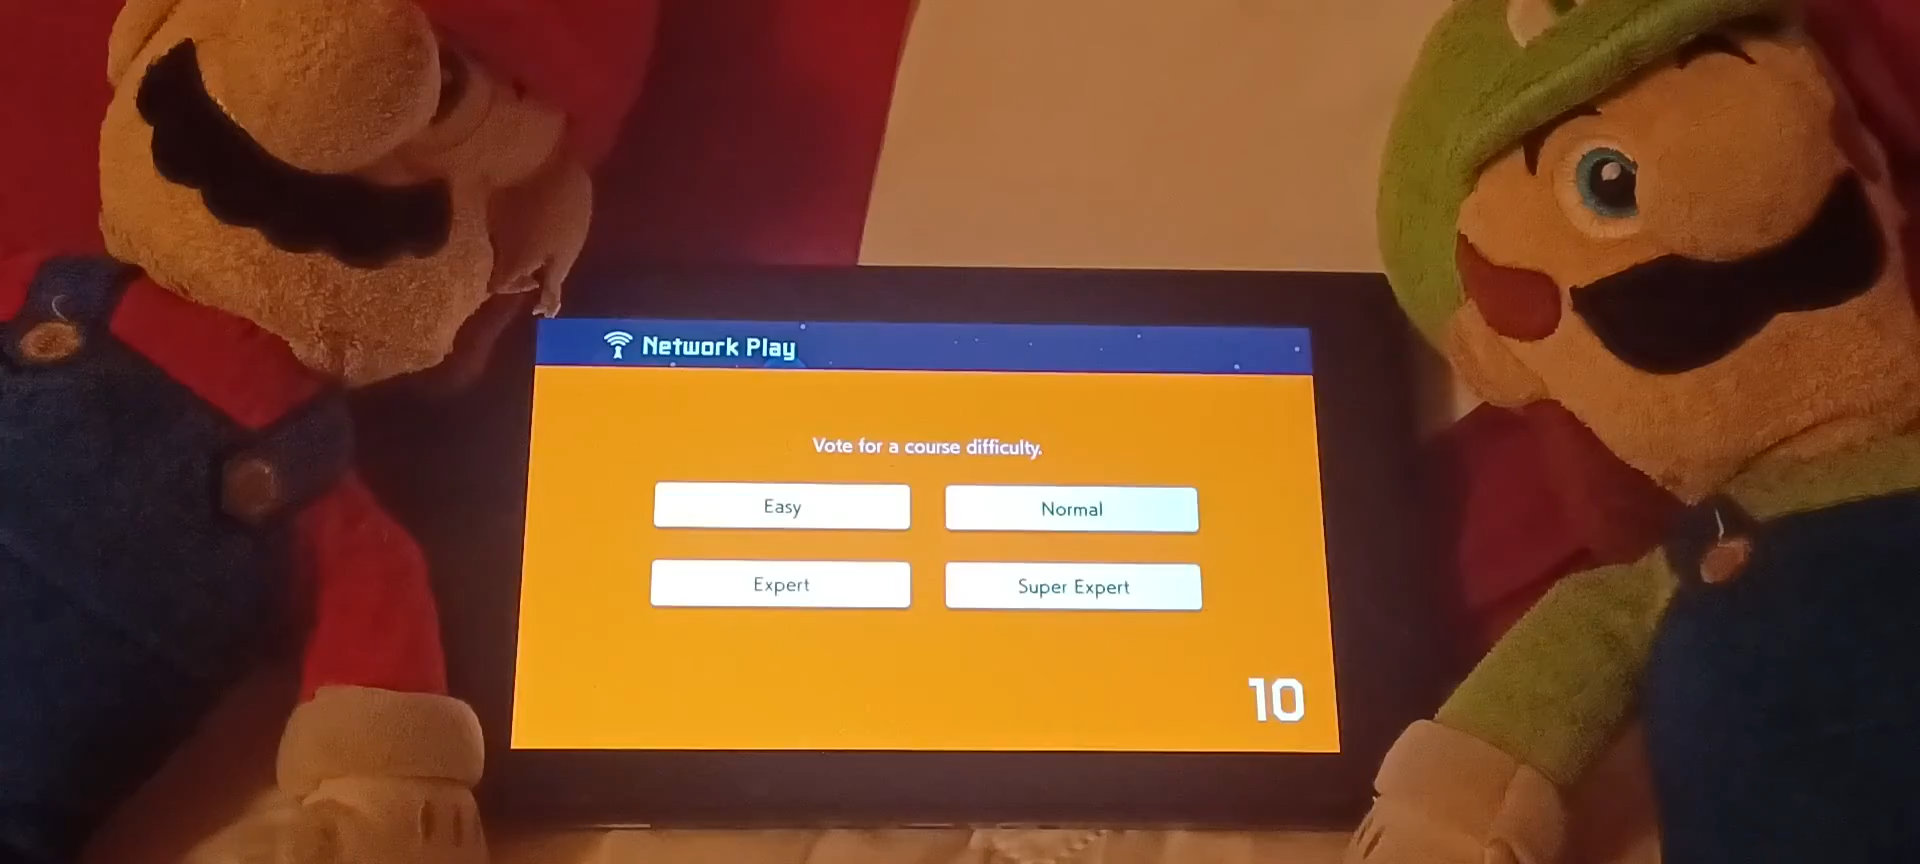 Network Play
Vote for a course difficulty.
Easy
Normal
Expert
Super Expert
10